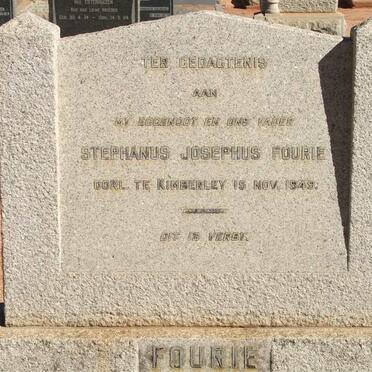 TER GEDAGTENIS
AAN
MY EGGENOOT EN ONS VADER
STEPHANUS JOSEPHUS FOURIE
OORL. TE KIMBERLEY 15 NOV. 1949.
DIT IS VERBY.
FOURIE